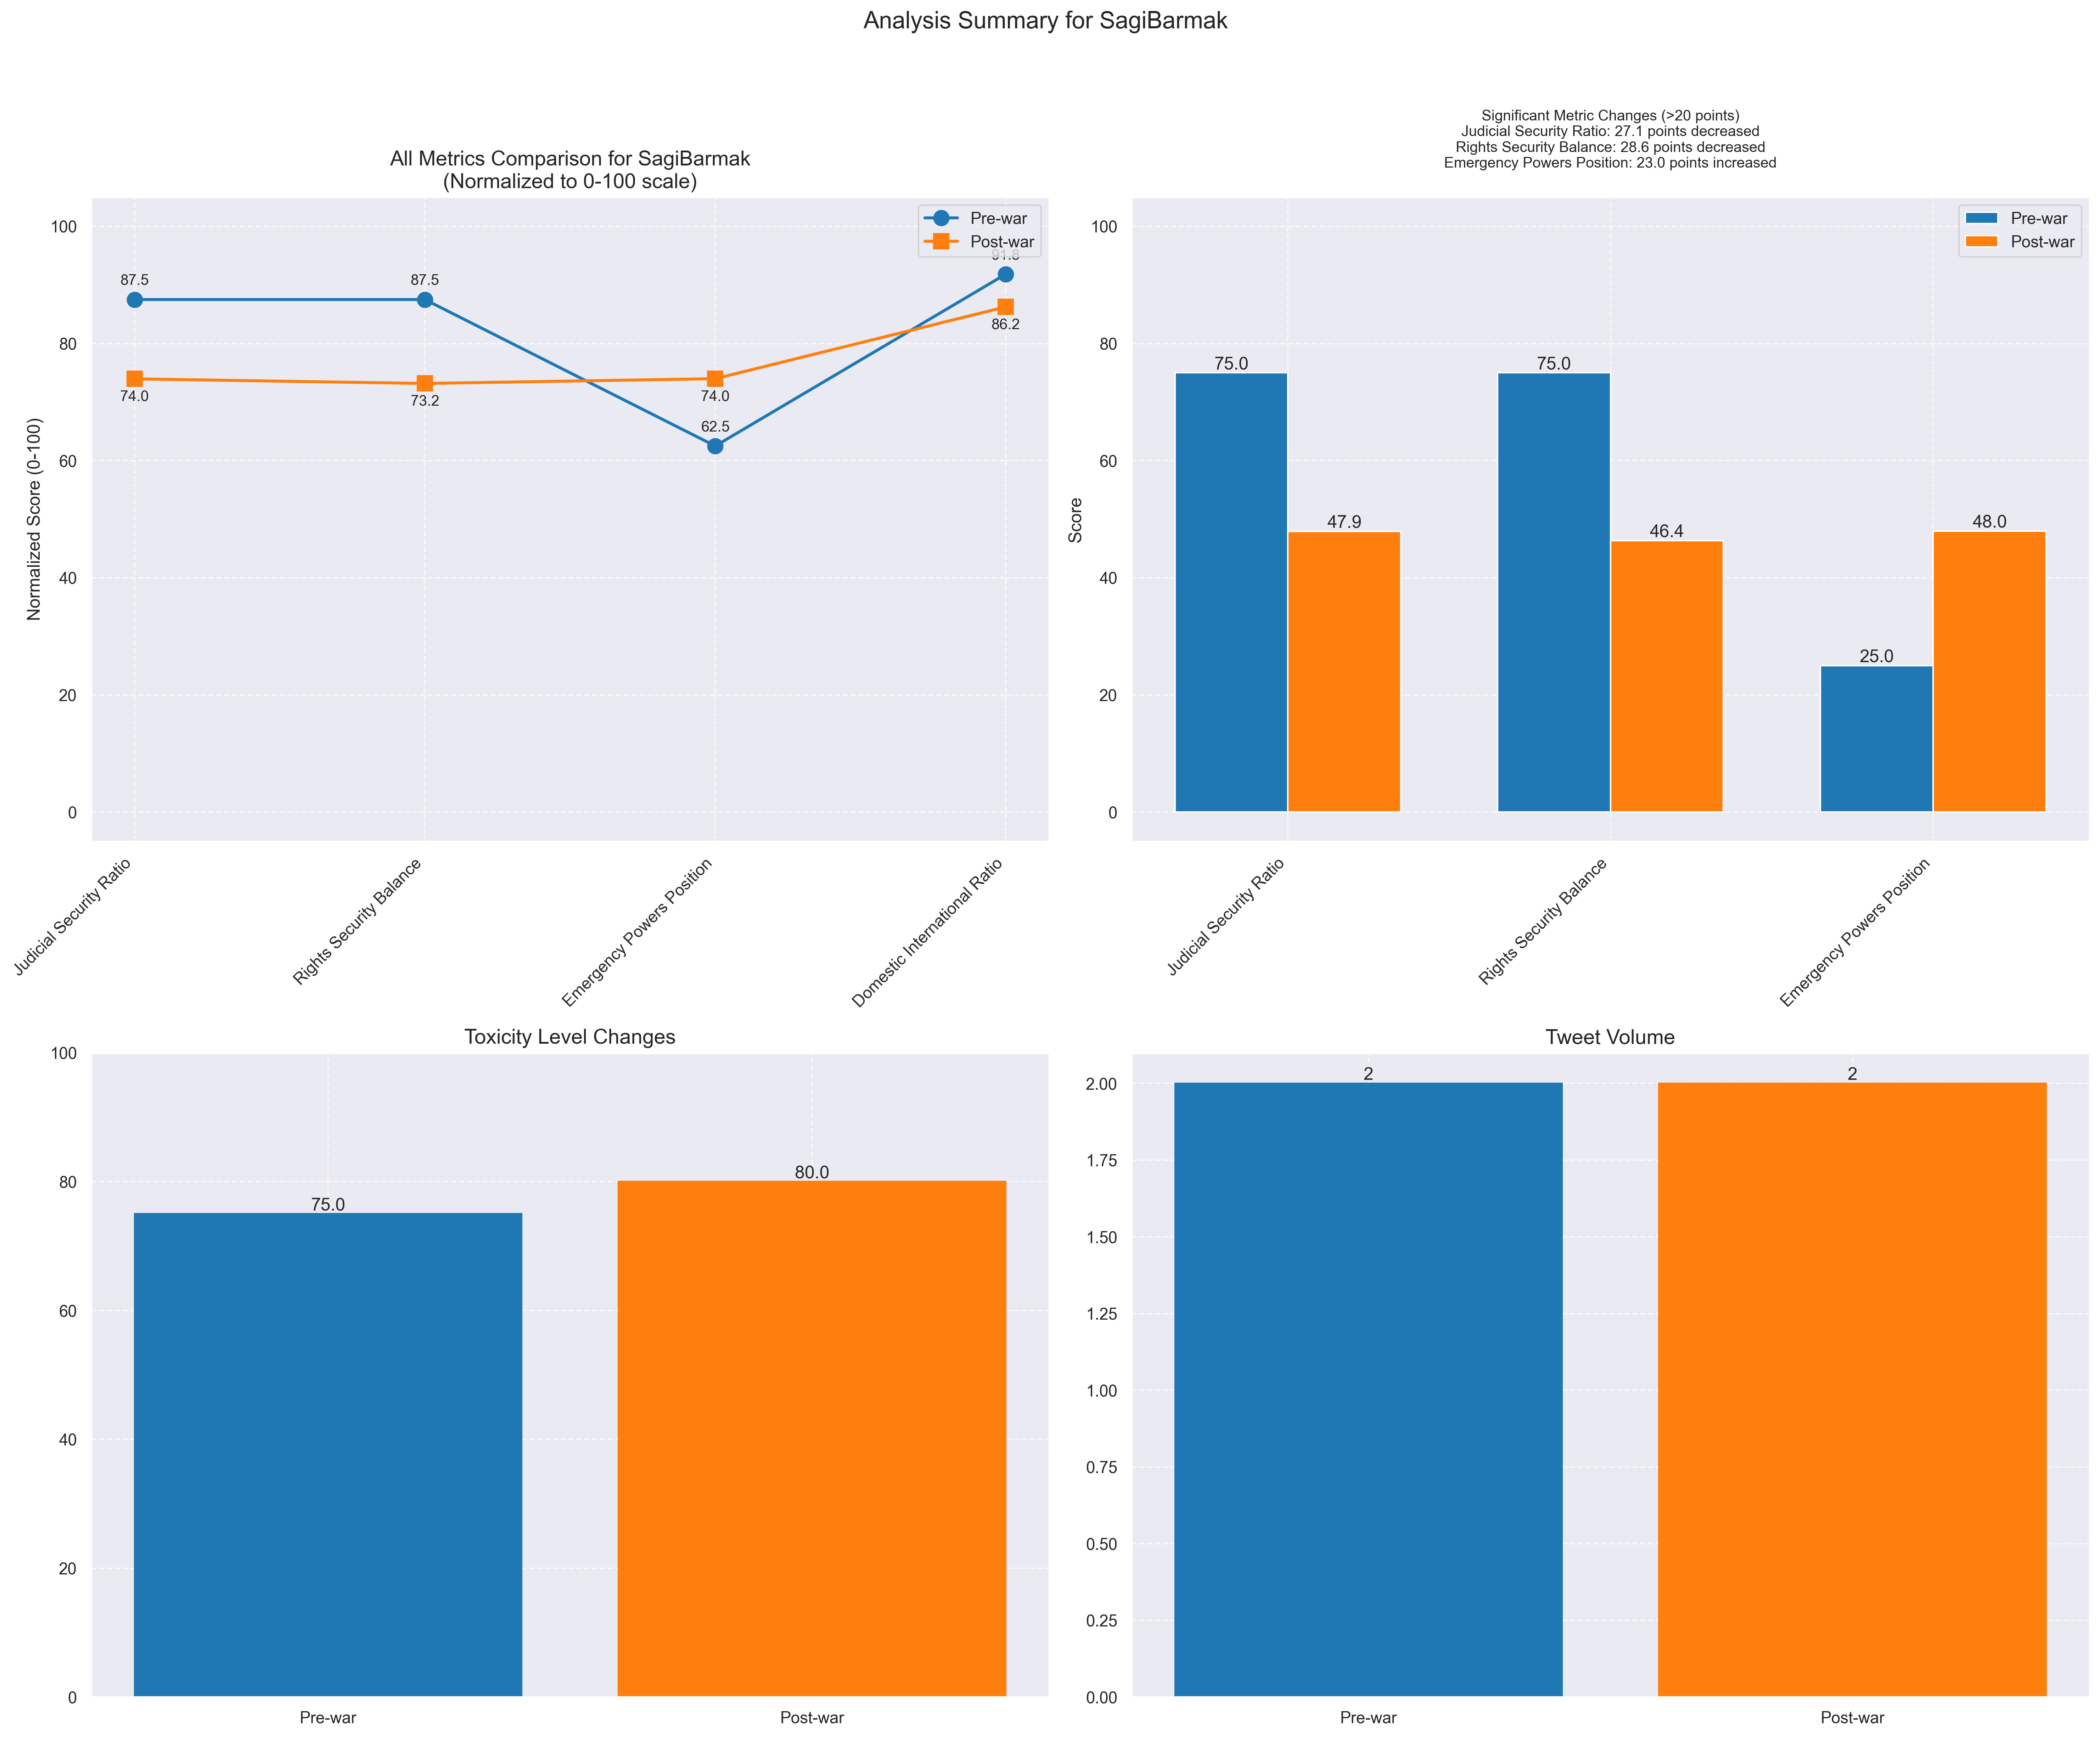 Analysis Summary for SagiBarmak
All Metrics Comparison for SagiBarmak
(Normalized to 0-100 scale)
Normalized Score (0-100)
100
80
60
40
20
0
Pre-war
Post-war
87.5
87.5
62.5
91.8
74.0
73.2
74.0
86.2
Judicial Security Ratio
Rights Security Balance
Emergency Powers Position
Domestic International Ratio
Significant Metric Changes (>20 points)
Judicial Security Ratio: 27.1 points decreased
Rights Security Balance: 28.6 points decreased
Emergency Powers Position: 23.0 points increased
Score
100
80
60
40
20
0
Pre-war
Post-war
75.0
47.9
75.0
46.4
25.0
48.0
Judicial Security Ratio
Rights Security Balance
Emergency Powers Position
Toxicity Level Changes
100
80
60
40
20
0
75.0
80.0
Pre-war
Post-war
Tweet Volume
2.00
1.75
1.50
1.25
1.00
0.75
0.50
0.25
0.00
2
2
Pre-war
Post-war